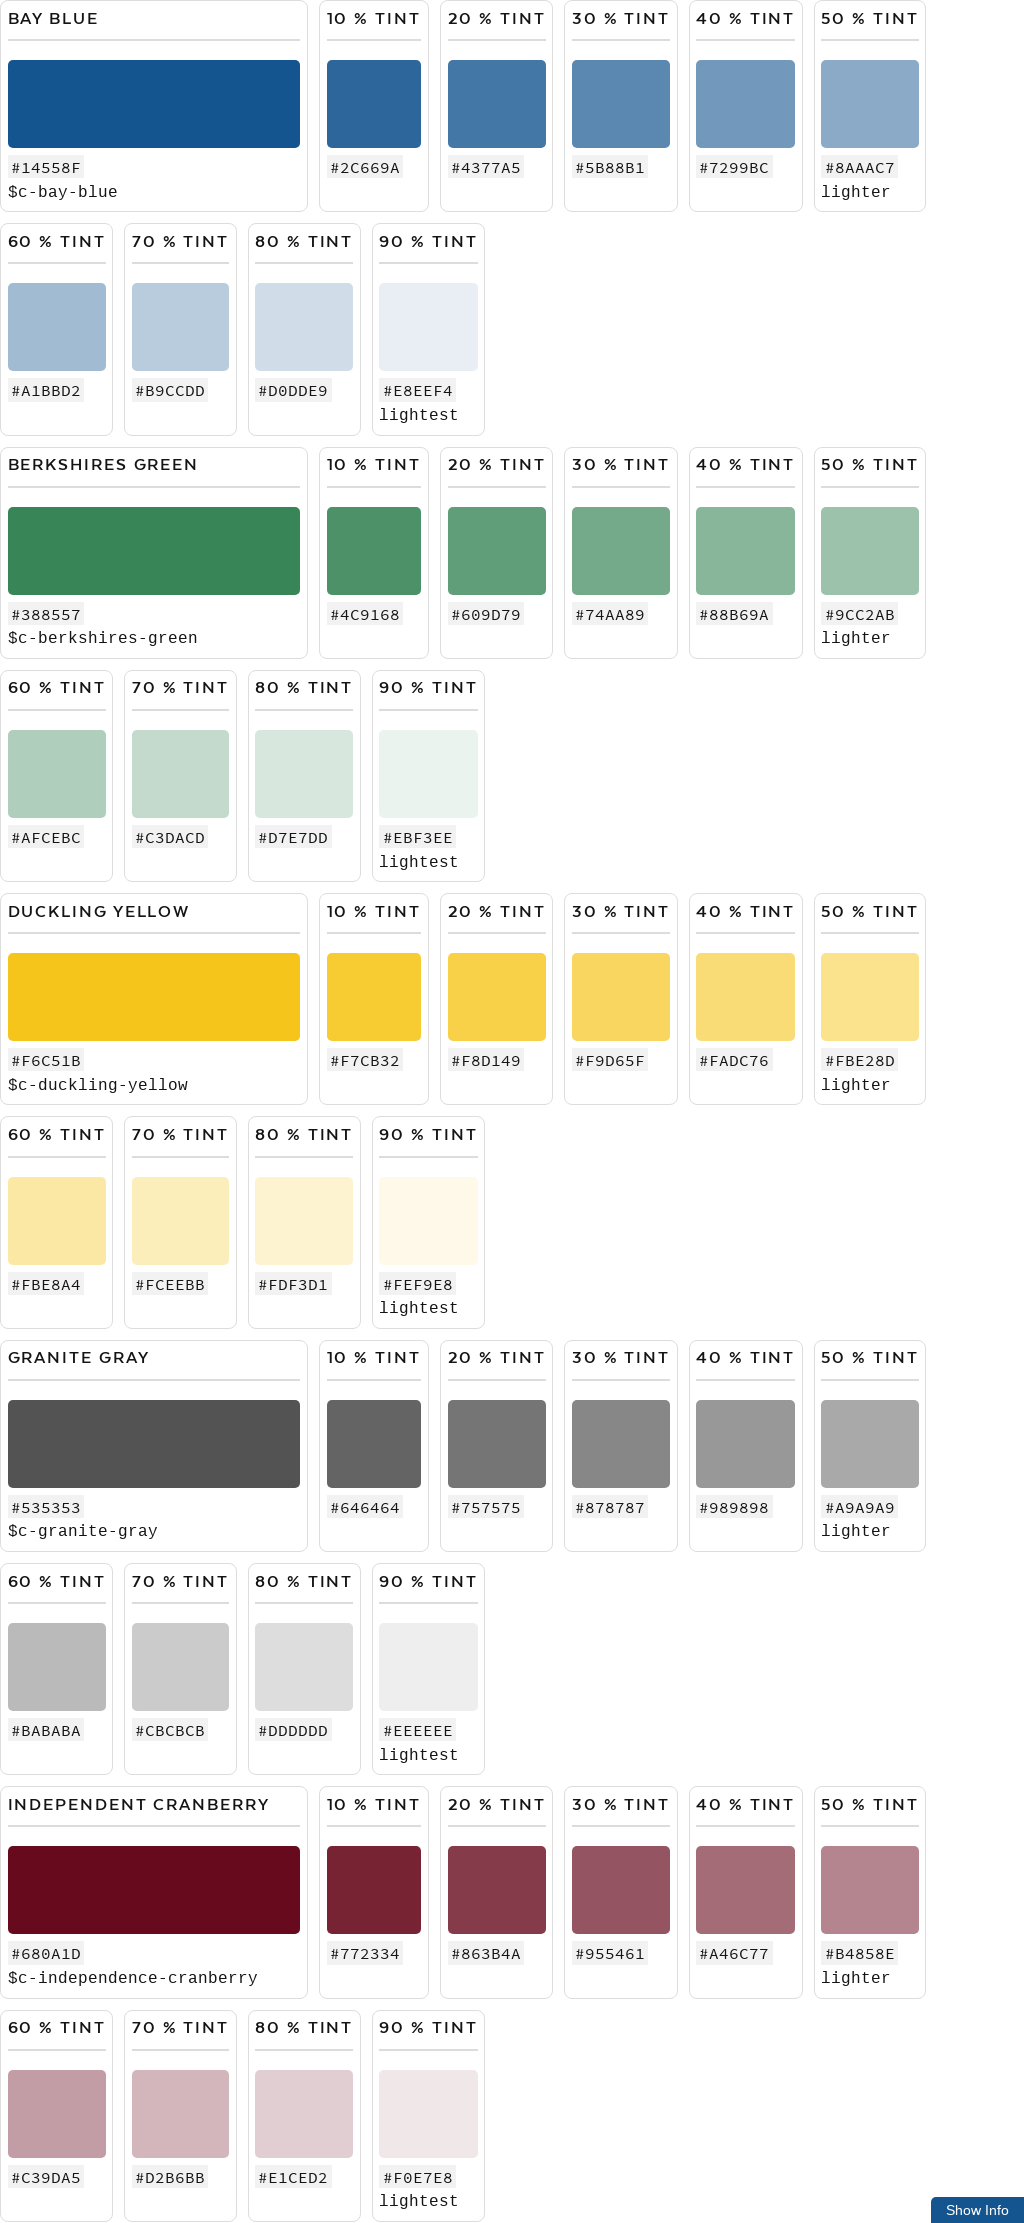 BAY BLUE
#14558F
$c-bay-blue
10 % TINT
#2C669A
20 % TINT
#4377A5
30 % TINT
#5B88B1
40 % TINT
#7299BC
50 % TINT
#8AAAC7
lighter
60 % TINT
#A1BBD2
70 % TINT
#B9CCDD
80 % TINT
#D0DDE9
90 % TINT
#E8EEF4
lightest
BERKSHIRES GREEN
#388557
$c-berkshires-green
10 % TINT
#4C9168
20 % TINT
#609D79
30 % TINT
#74AA89
40 % TINT
#88B69A
50 % TINT
#9CC2AB
lighter
60 % TINT
#AFCEBC
70 % TINT
#C3DACD
80 % TINT
#D7E7DD
90 % TINT
#EBF3EE
lightest
DUCKLING YELLOW
#F6C51B
$c-duckling-yellow
10 % TINT
#F7CB32
20 % TINT
#F8D149
30 % TINT
#F9D65F
40 % TINT
#FADC76
50 % TINT
#FBE28D
lighter
60 % TINT
#FBE8A4
70 % TINT
#FCEEBB
80 % TINT
#FDF3D1
90 % TINT
#FEF9E8
lightest
GRANITE GRAY
#535353
$c-granite-gray
10 % TINT
#646464
20 % TINT
#757575
30 % TINT
#878787
40 % TINT
#989898
50 % TINT
#A9A9A9
lighter
60 % TINT
#BABABA
70 % TINT
#CBCBCB
80 % TINT
#DDDDDD
90 % TINT
#EEEEEE
lightest
INDEPENDENT CRANBERRY
#680A1D
$c-independence-cranberry
10 % TINT
#772334
20 % TINT
#863B4A
30 % TINT
#955461
40 % TINT
#A46C77
50 % TINT
#B4858E
lighter
60 % TINT
#C39DA5
70 % TINT
#D2B6BB
80 % TINT
#E1CED2
90 % TINT
#F0E7E8
lightest
Show Info